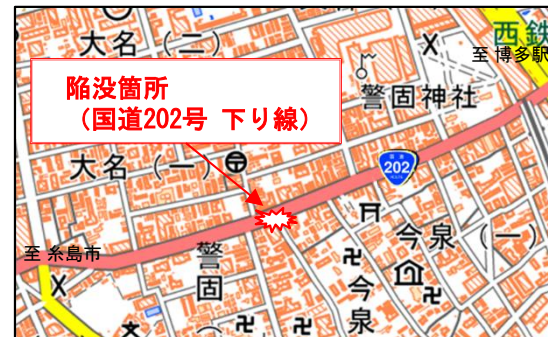 大名(二)
西鉄
至 博多駅
陥没箇所
(国道202号 下り線)
警固神社
大名(一)
202
至 糸島市
警固
今泉(一)
今泉